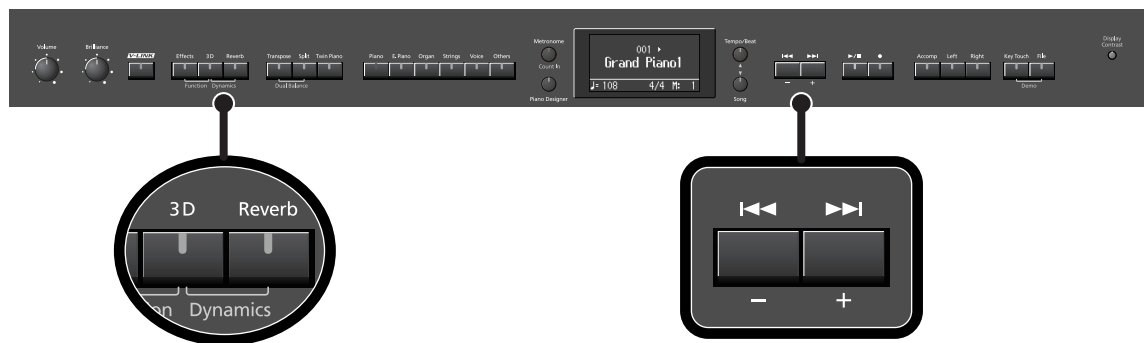 Volume
Brilliance
V-LINK
Effects 3D Reverb
Function Dynamics
Transpose Split Twin Piano
Dual Balance
Piano E. Piano Organ Strings Voice Others
Metronome
Count In
Piano Designer
001
Grand Piano1
♩= 108 4/4 M: 1
Tempo/Beat
Song
− +
Accomp Left Right
Key Touch File
Demo
Display
Contrast
3D Reverb
on Dynamics
− +